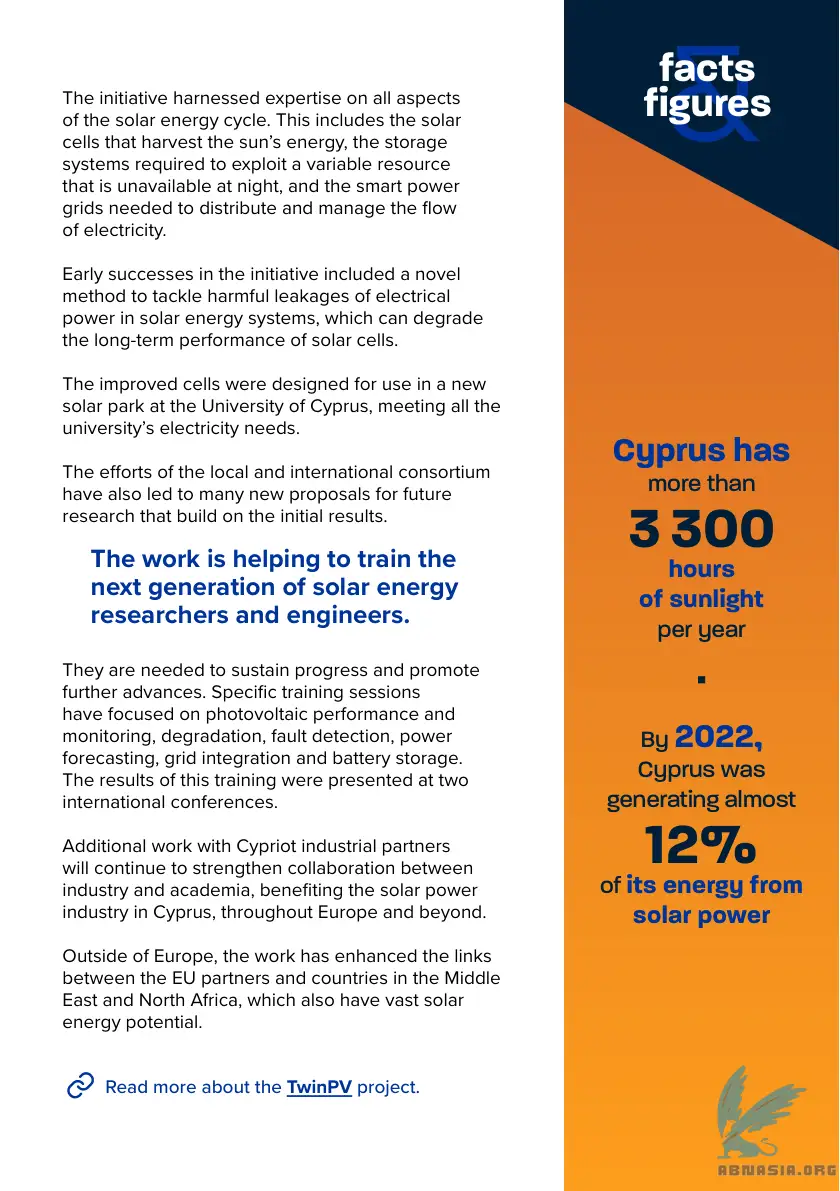 The initiative harnessed expertise on all aspects
of the solar energy cycle. This includes the solar
cells that harvest the sun’s energy, the storage
systems required to exploit a variable resource
that is unavailable at night, and the smart power
grids needed to distribute and manage the flow
of electricity.
Early successes in the initiative included a novel
method to tackle harmful leakages of electrical
power in solar energy systems, which can degrade
the long-term performance of solar cells.
The improved cells were designed for use in a new
solar park at the University of Cyprus, meeting all the
university’s electricity needs.
The efforts of the local and international consortium
have also led to many new proposals for future
research that build on the initial results.
The work is helping to train the
next generation of solar energy
researchers and engineers.
They are needed to sustain progress and promote
further advances. Specific training sessions
have focused on photovoltaic performance and
monitoring, degradation, fault detection, power
forecasting, grid integration and battery storage.
The results of this training were presented at two
international conferences.
Additional work with Cypriot industrial partners
will continue to strengthen collaboration between
industry and academia, benefiting the solar power
industry in Cyprus, throughout Europe and beyond.
Outside of Europe, the work has enhanced the links
between the EU partners and countries in the Middle
East and North Africa, which also have vast solar
energy potential.
Read more about the TwinPV project.
facts
&
figures
Cyprus has
more than
3 300
hours
of sunlight
per year
.
By 2022,
Cyprus was
generating almost
12%
of its energy from
solar power
ABNASIA.ORG